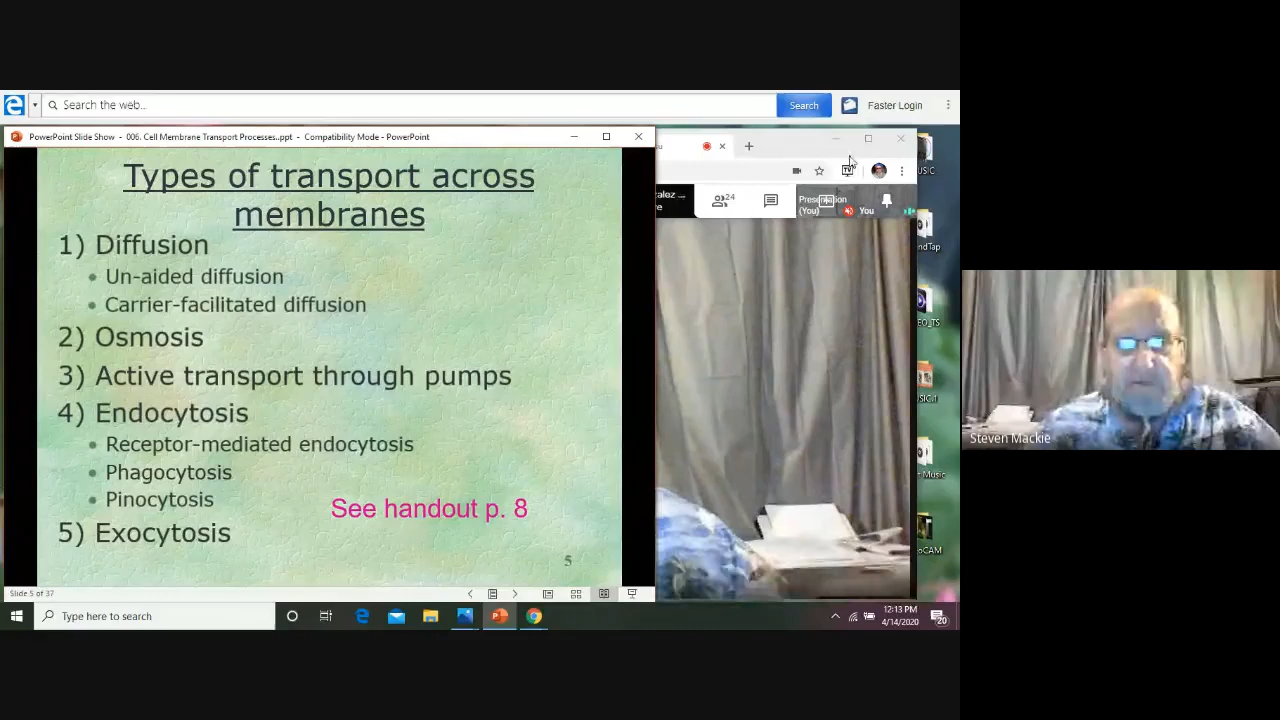 Search the web...
Search
Faster Login
PowerPoint Slide Show - 006. Cell Membrane Transport Processes..ppt - Compatibility Mode - PowerPoint
Types of transport across
membranes
1) Diffusion
• Un-aided diffusion
• Carrier-facilitated diffusion
2) Osmosis
3) Active transport through pumps
4) Endocytosis
• Receptor-mediated endocytosis
• Phagocytosis
• Pinocytosis
See handout p. 8
5) Exocytosis
5
Slide 5 of 37
24
Presentation
(You)
You
Steven Mackie
Type here to search
12:13 PM
4/14/2020
20